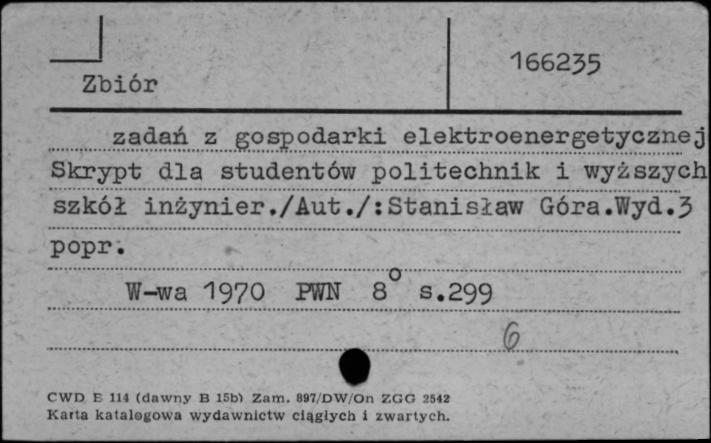 166235
Zbiór
zadań z gospodarki elektroenergetycznej
Skrypt dla studentów politechnik i wyższych
szkół inżynier./Aut./:Stanisław Góra.Wyd.3
popr.
W-wa 1970 PWN 8° s.299
6
CWD E 114 (dawny B 15b) Zam. 897/DW/On ZGG 2542
Karta katalogowa wydawnictw ciągłych i zwartych.